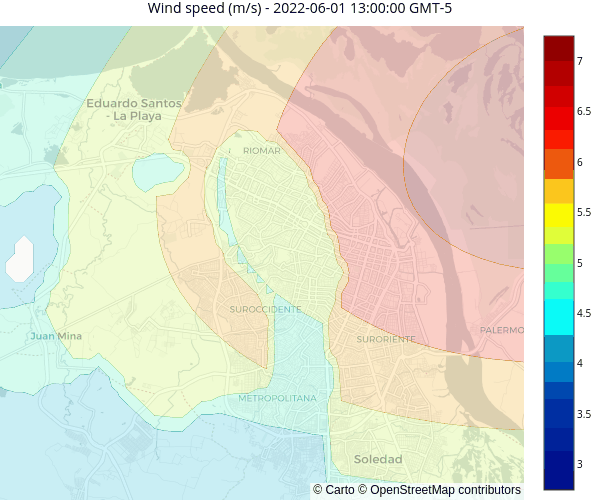 Wind speed (m/s) - 2022-06-01 13:00:00 GMT-5
Eduardo Santos
- La Playa
RIOMAR
SUROCCIDENTE
Juan Mina
SURORIENTE
PALERMO
METROPOLITANA
Soledad
© Carto © OpenStreetMap contributors
7
6.5
6
5.5
5
4.5
4
3.5
3